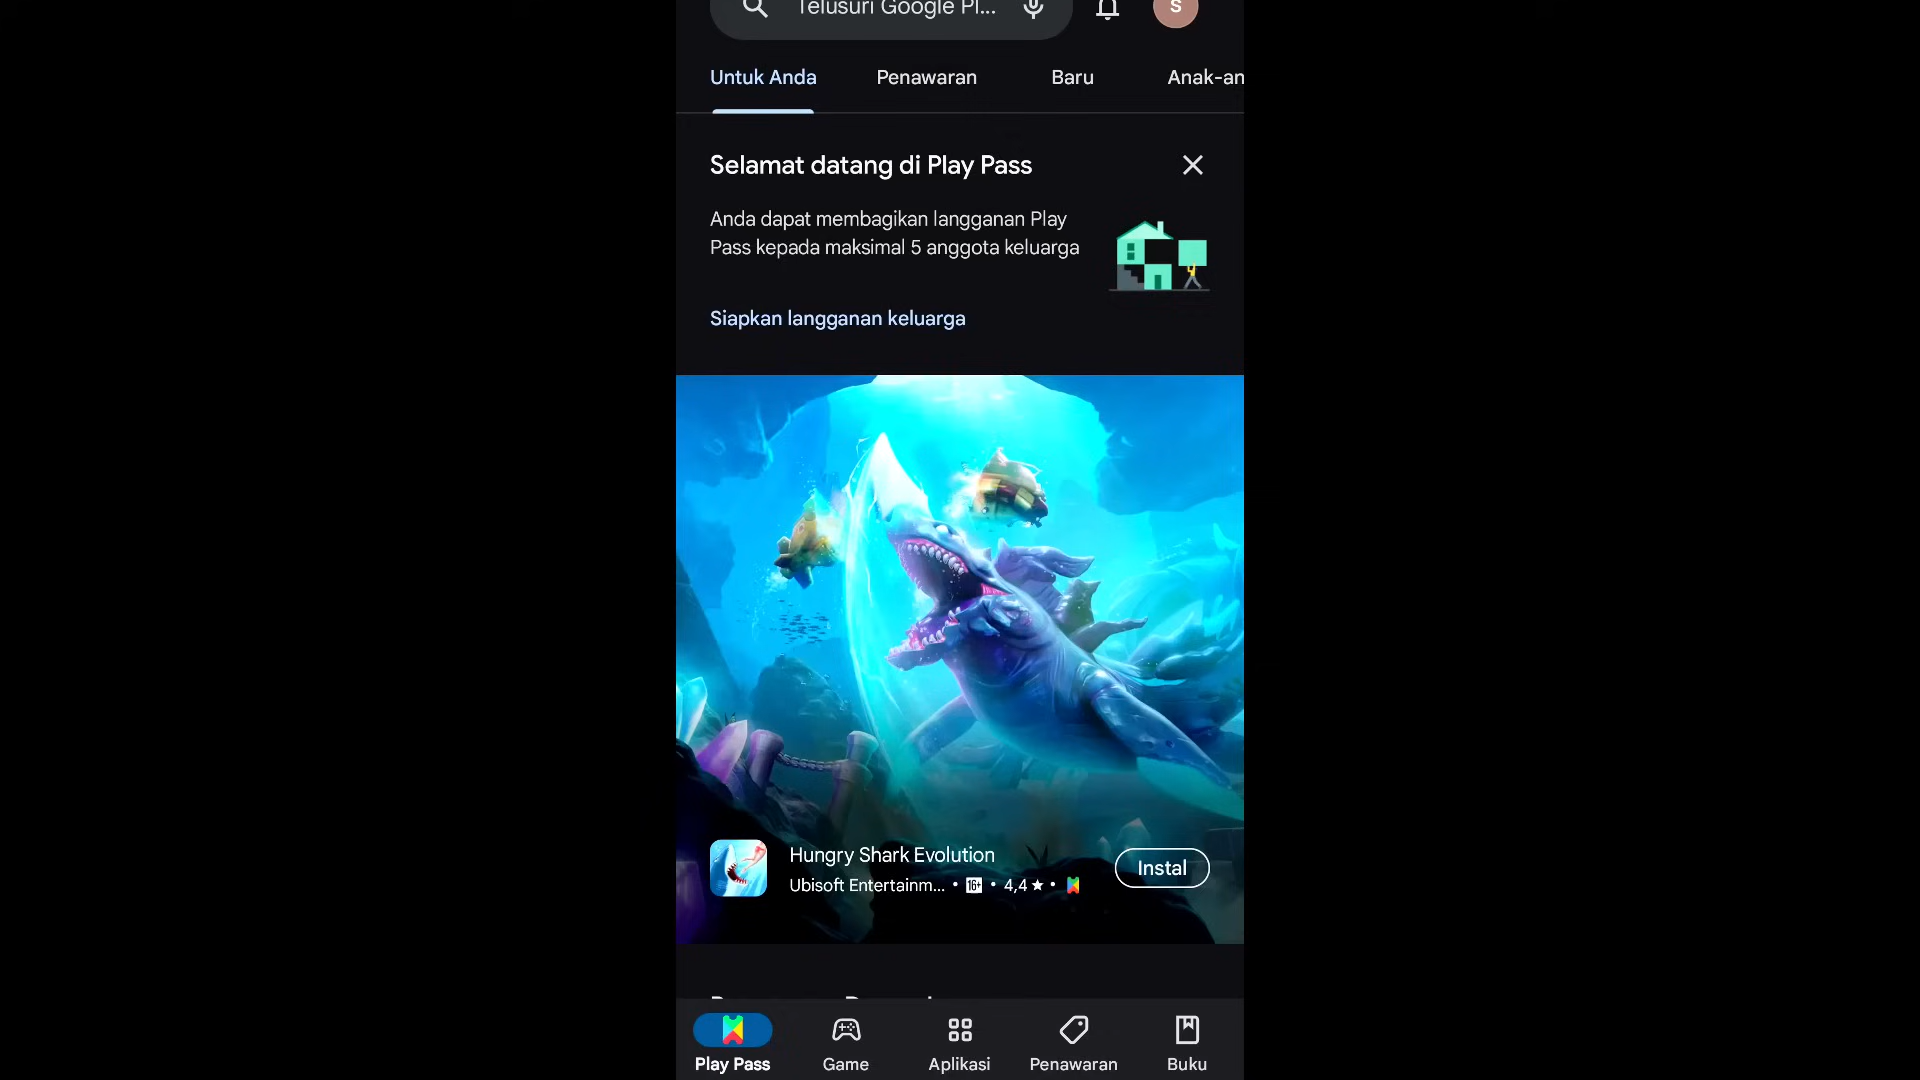 Telusuri Google Pl...
S
Untuk Anda Penawaran Baru Anak-an
Selamat datang di Play Pass
Anda dapat membagikan langganan Play
Pass kepada maksimal 5 anggota keluarga
Siapkan langganan keluarga
Hungry Shark Evolution
Ubisoft Entertainm... • 16+ • 4,4 ★ •
Instal
Play Pass Game Aplikasi Penawaran Buku